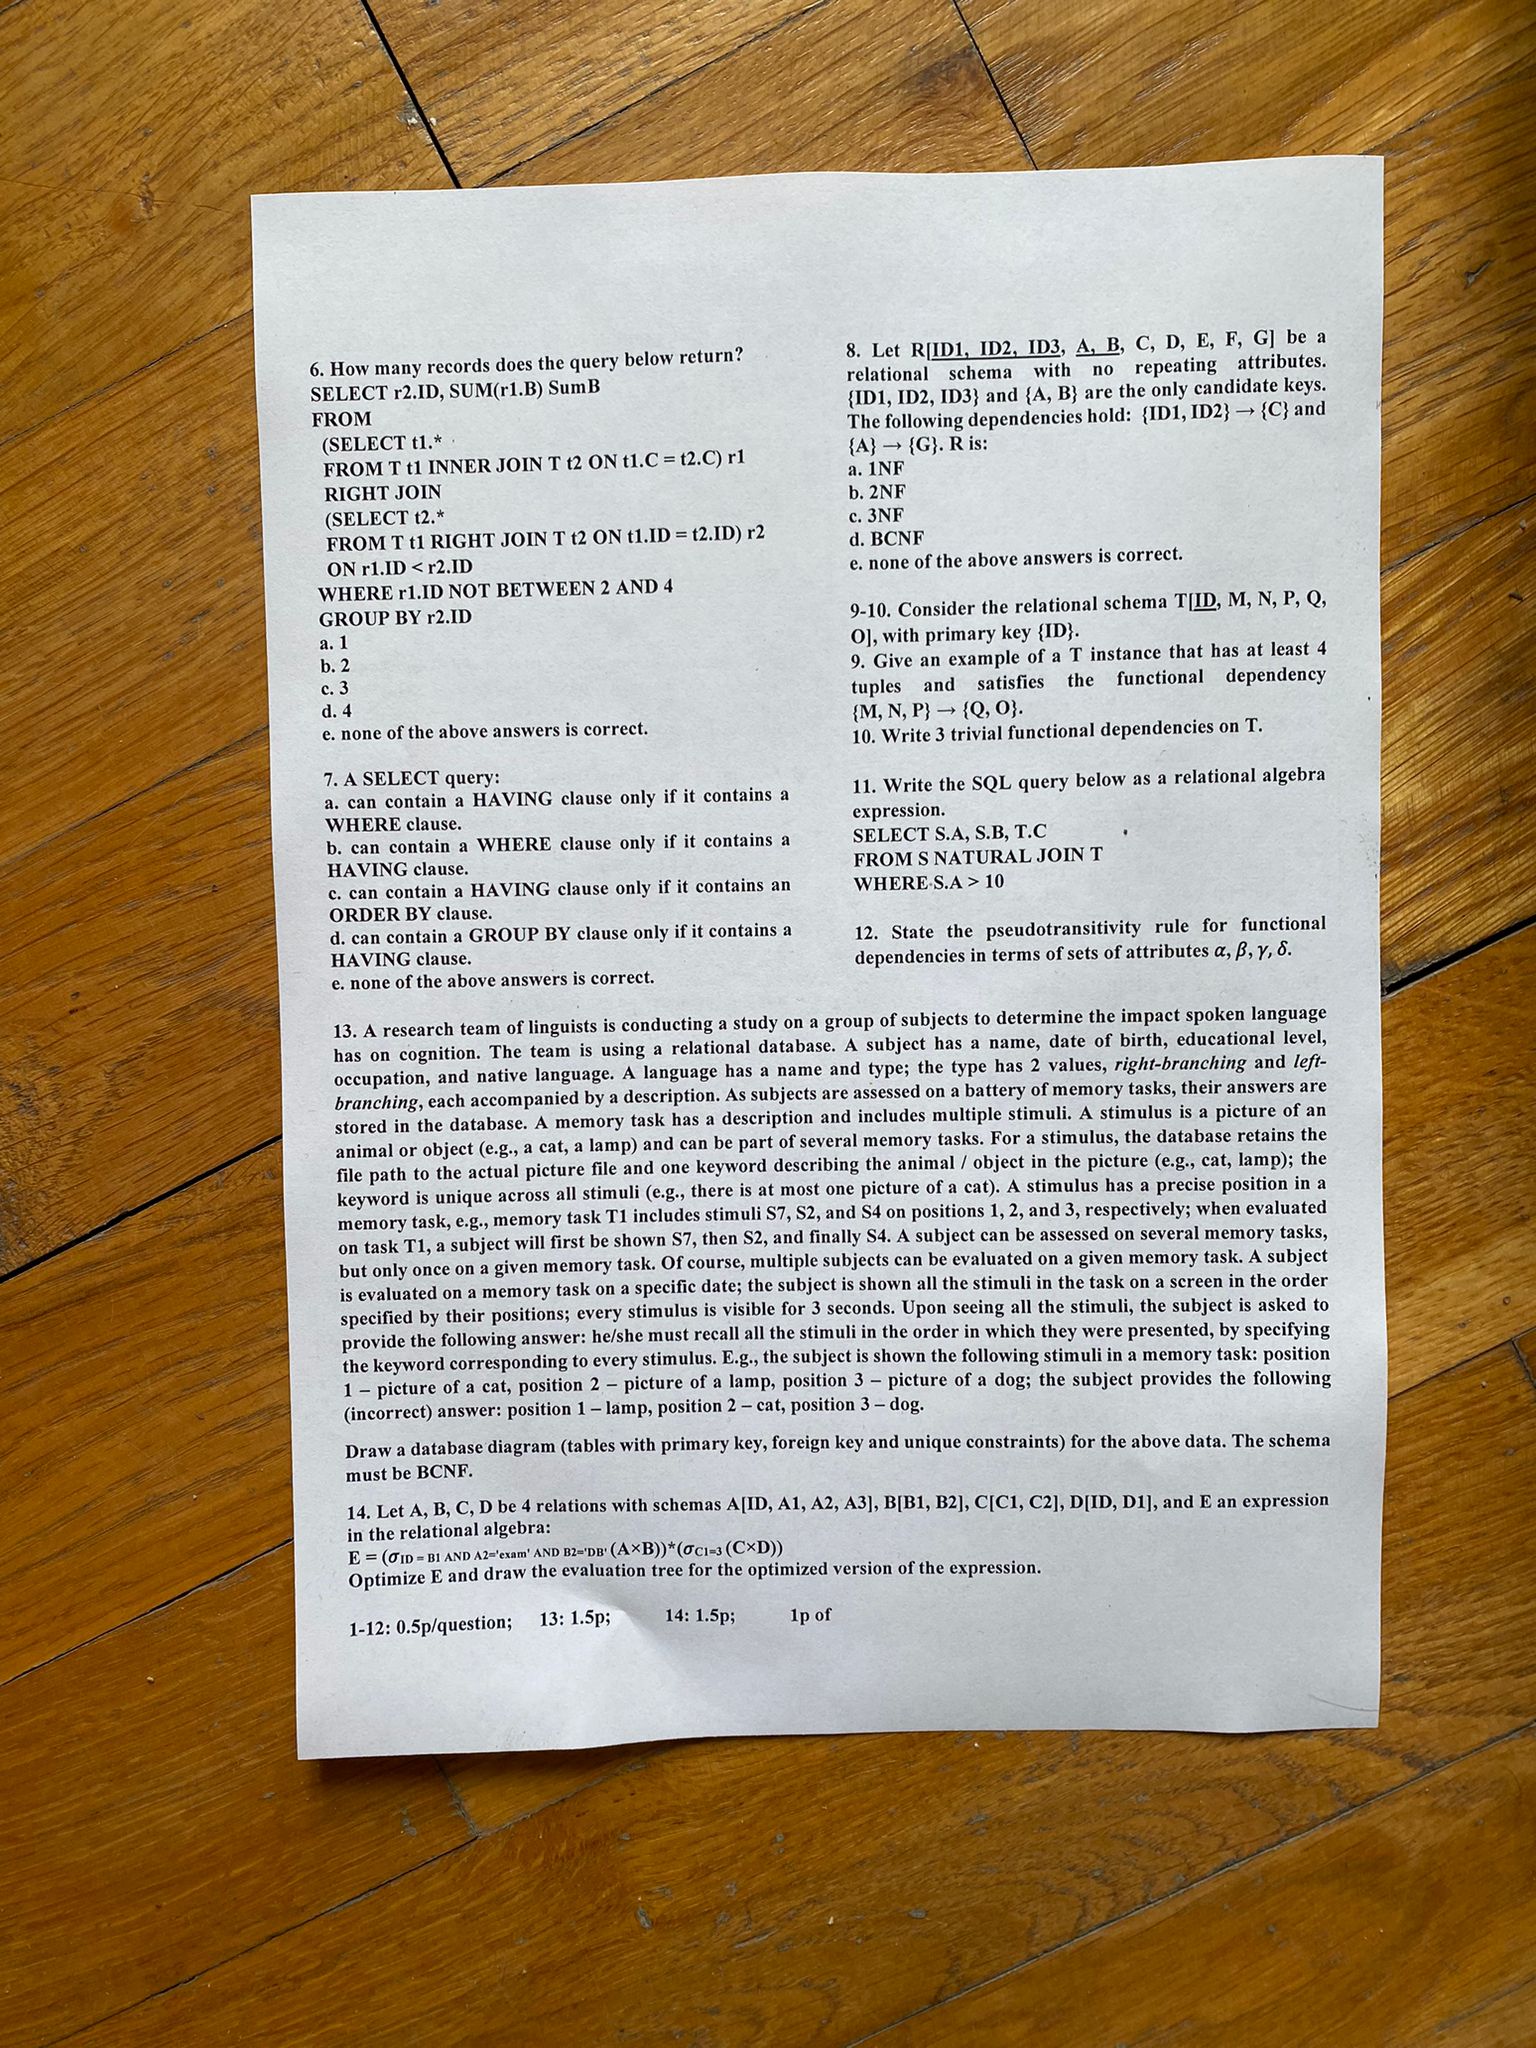 6. How many records does the query below return?
SELECT r2.ID, SUM(r1.B) SumB
FROM
(SELECT t1.*
FROM T t1 INNER JOIN T t2 ON t1.C = t2.C) r1
RIGHT JOIN
(SELECT t2.*
FROM T t1 RIGHT JOIN T t2 ON t1.ID = t2.ID) r2
ON r1.ID < r2.ID
WHERE r1.ID NOT BETWEEN 2 AND 4
GROUP BY r2.ID
a. 1
b. 2
c. 3
d. 4
e. none of the above answers is correct.
7. A SELECT query:
a. can contain a HAVING clause only if it contains a
WHERE clause.
b. can contain a WHERE clause only if it contains a
HAVING clause.
c. can contain a HAVING clause only if it contains an
ORDER BY clause.
d. can contain a GROUP BY clause only if it contains a
HAVING clause.
e. none of the above answers is correct.
8. Let R[ID1, ID2, ID3, A, B, C, D, E, F, G] be a
relational schema with no repeating attributes.
{ID1, ID2, ID3} and {A, B} are the only candidate keys.
The following dependencies hold: {ID1, ID2} → {C} and
{A} → {G}. R is:
a. 1NF
b. 2NF
c. 3NF
d. BCNF
e. none of the above answers is correct.
9-10. Consider the relational schema T[ID, M, N, P, Q,
O], with primary key {ID}.
9. Give an example of a T instance that has at least 4
tuples and satisfies the functional dependency
{M, N, P} → {Q, O}.
10. Write 3 trivial functional dependencies on T.
11. Write the SQL query below as a relational algebra
expression.
SELECT S.A, S.B, T.C
FROM S NATURAL JOIN T
WHERE S.A > 10
12. State the pseudotransitivity rule for functional
dependencies in terms of sets of attributes α, β, γ, δ.
13. A research team of linguists is conducting a study on a group of subjects to determine the impact spoken language
has on cognition. The team is using a relational database. A subject has a name, date of birth, educational level,
occupation, and native language. A language has a name and type; the type has 2 values, right-branching and left-
branching, each accompanied by a description. As subjects are assessed on a battery of memory tasks, their answers are
stored in the database. A memory task has a description and includes multiple stimuli. A stimulus is a picture of an
animal or object (e.g., a cat, a lamp) and can be part of several memory tasks. For a stimulus, the database retains the
file path to the actual picture file and one keyword describing the animal / object in the picture (e.g., cat, lamp); the
keyword is unique across all stimuli (e.g., there is at most one picture of a cat). A stimulus has a precise position in a
memory task, e.g., memory task T1 includes stimuli S7, S2, and S4 on positions 1, 2, and 3, respectively; when evaluated
on task T1, a subject will first be shown S7, then S2, and finally S4. A subject can be assessed on several memory tasks,
but only once on a given memory task. Of course, multiple subjects can be evaluated on a given memory task. A subject
is evaluated on a memory task on a specific date; the subject is shown all the stimuli in the task on a screen in the order
specified by their positions; every stimulus is visible for 3 seconds. Upon seeing all the stimuli, the subject is asked to
provide the following answer: he/she must recall all the stimuli in the order in which they were presented, by specifying
the keyword corresponding to every stimulus. E.g., the subject is shown the following stimuli in a memory task: position
1 – picture of a cat, position 2 – picture of a lamp, position 3 – picture of a dog; the subject provides the following
(incorrect) answer: position 1 – lamp, position 2 – cat, position 3 – dog.
Draw a database diagram (tables with primary key, foreign key and unique constraints) for the above data. The schema
must be BCNF.
14. Let A, B, C, D be 4 relations with schemas A[ID, A1, A2, A3], B[B1, B2], C[C1, C2], D[ID, D1], and E an expression
in the relational algebra:
E = (σID = B1 AND A2='exam' AND B2='DB' (A×B))*(σC1=3 (C×D))
Optimize E and draw the evaluation tree for the optimized version of the expression.
1-12: 0.5p/question; 13: 1.5p; 14: 1.5p; 1p of